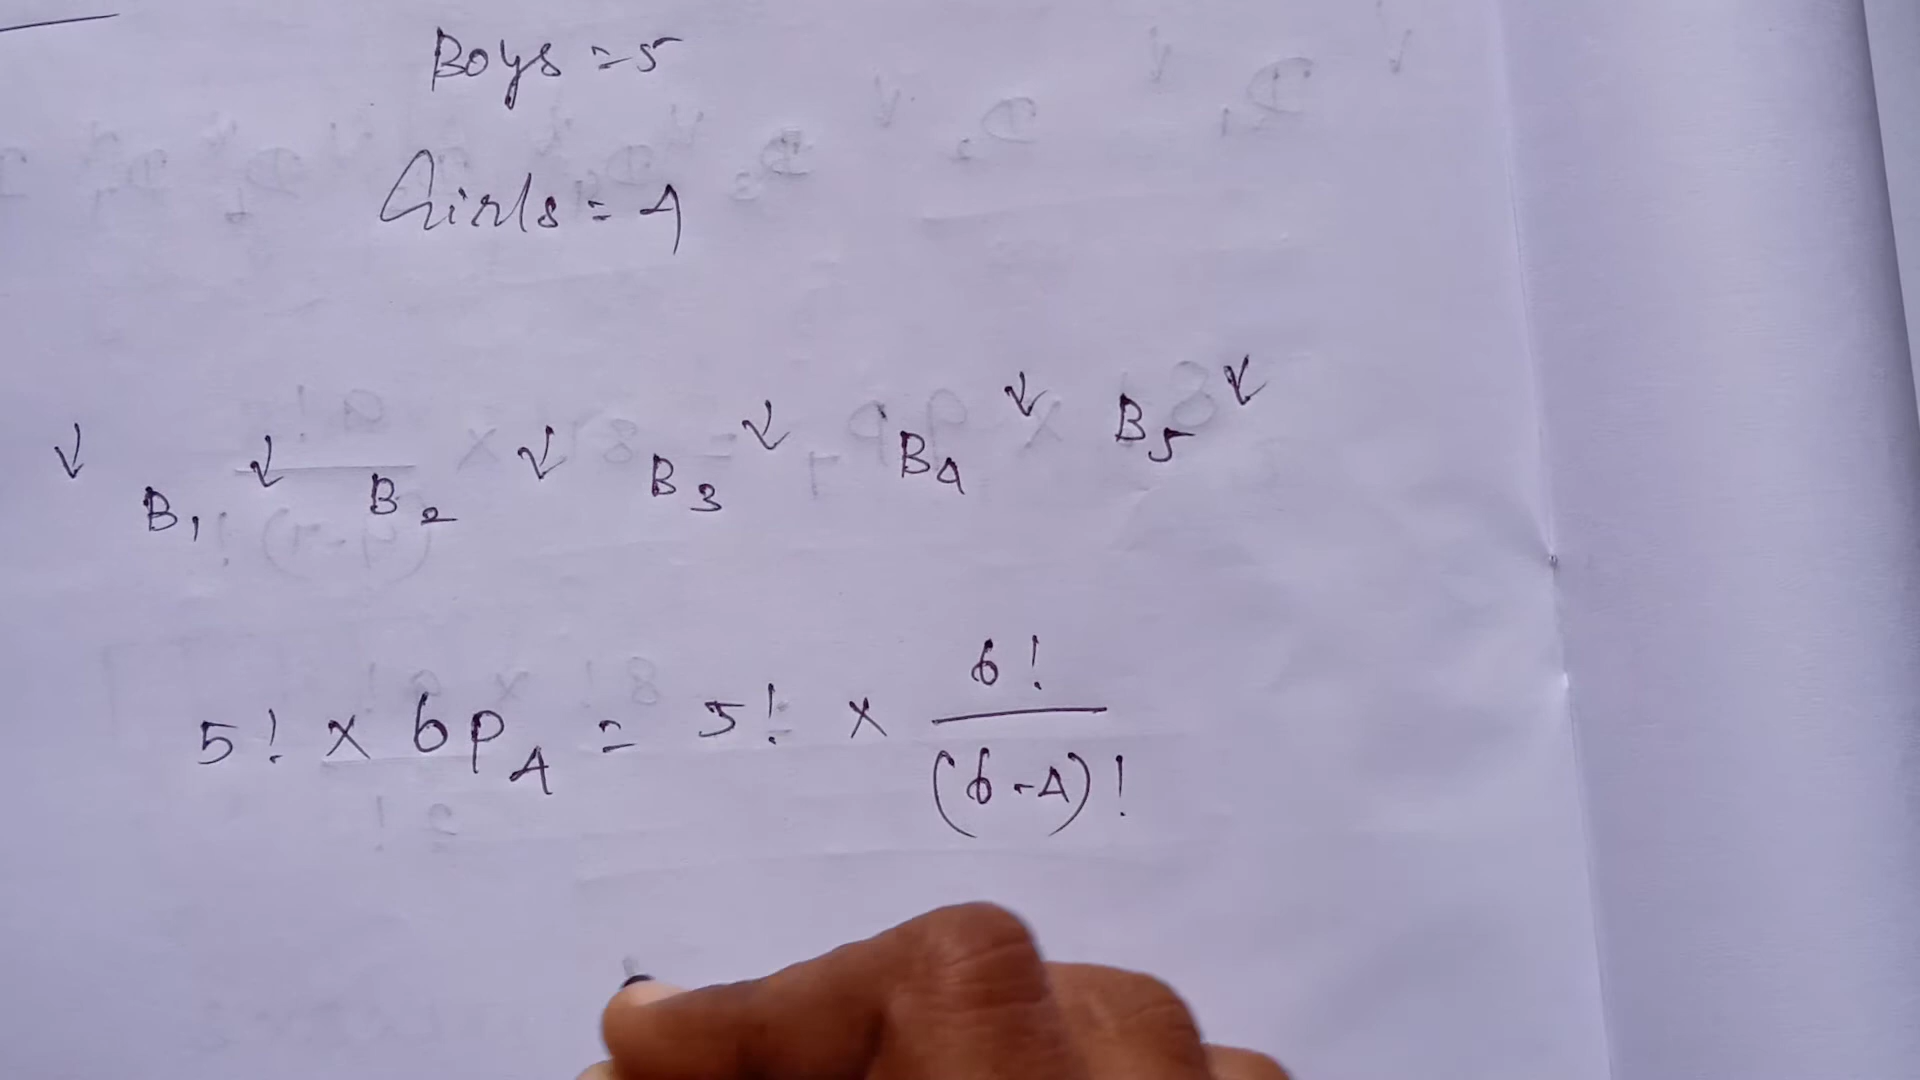 Boys = 5
Girls = 4
↓ B1 ↓ B2 ↓ B3 ↓ B4 ↓ B5 ↓
5! × 6P4 = 5! × 6! / (6-4)!